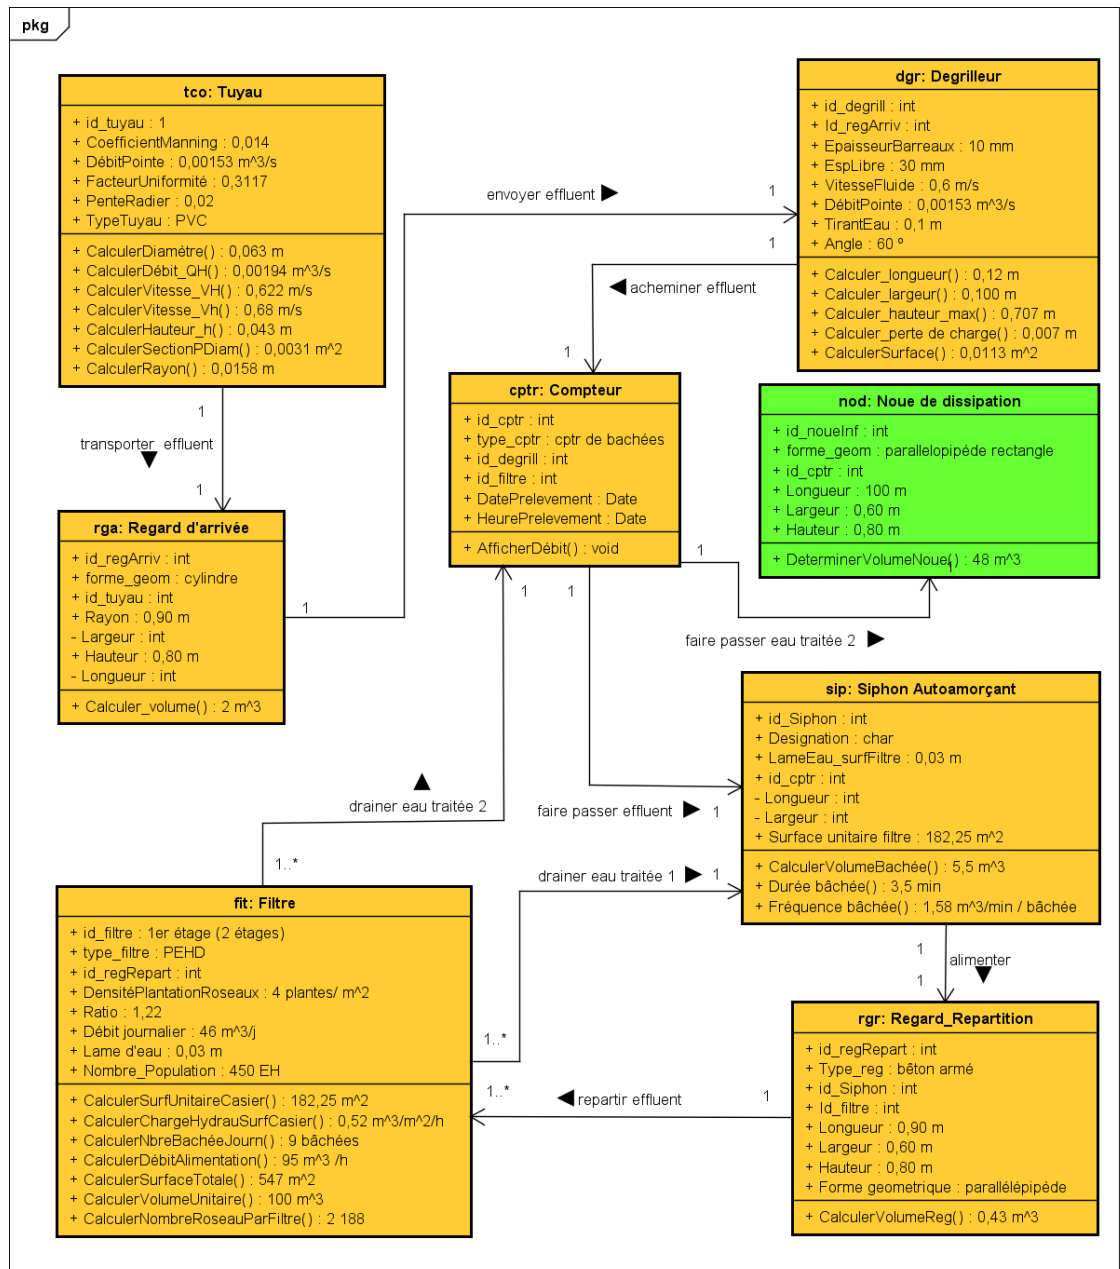 pkg
tco: Tuyau
+ id_tuyau : 1
+ CoefficientManning : 0,014
+ DébitPointe : 0,00153 m^3/s
+ FacteurUniformité : 0,3117
+ PenteRadier : 0,02
+ TypeTuyau : PVC
+ CalculerDiamétre() : 0,063 m
+ CalculerDébit_QH() : 0,00194 m^3/s
+ CalculerVitesse_VH() : 0,622 m/s
+ CalculerVitesse_Vh() : 0,68 m/s
+ CalculerHauteur_h() : 0,043 m
+ CalculerSectionPDiam() : 0,0031 m^2
+ CalculerRayon() : 0,0158 m
dgr: Degrilleur
+ id_degrill : int
+ Id_regArriv : int
+ EpaisseurBarreaux : 10 mm
+ EspLibre : 30 mm
+ VitesseFluide : 0,6 m/s
+ DébitPointe : 0,00153 m^3/s
+ TirantEau : 0,1 m
+ Angle : 60 º
+ Calculer_longueur() : 0,12 m
+ Calculer_largeur() : 0,100 m
+ Calculer_hauteur_max() : 0,707 m
+ Calculer_perte de charge() : 0,007 m
+ CalculerSurface() : 0,0113 m^2
envoyer effluent
1
1
acheminer effluent
1
1
transporter effluent
1
cptr: Compteur
+ id_cptr : int
+ type_cptr : cptr de bachées
+ id_degrill : int
+ id_filtre : int
+ DatePrelevement : Date
+ HeurePrelevement : Date
+ AfficherDébit() : void
nod: Noue de dissipation
+ id_noueInf : int
+ forme_geom : parallelopipéde rectangle
+ id_cptr : int
+ Longueur : 100 m
+ Largeur : 0,60 m
+ Hauteur : 0,80 m
+ DeterminerVolumeNoue() : 48 m^3
1
1
faire passer eau traitée 2
rga: Regard d'arrivée
+ id_regArriv : int
+ forme_geom : cylindre
+ id_tuyau : int
+ Rayon : 0,90 m
- Largeur : int
+ Hauteur : 0,80 m
- Longueur : int
+ Calculer_volume() : 2 m^3
1
1
1
drainer eau traitée 2
1..*
faire passer effluent
1
sip: Siphon Autoamorçant
+ id_Siphon : int
+ Designation : char
+ LameEau_surfFiltre : 0,03 m
+ id_cptr : int
- Longueur : int
- Largeur : int
+ Surface unitaire filtre : 182,25 m^2
+ CalculerVolumeBachée() : 5,5 m^3
+ Durée bâchée() : 3,5 min
+ Fréquence bâchée() : 1,58 m^3/min / bâchée
drainer eau traitée 1
1
1..*
1
alimenter
1
fit: Filtre
+ id_filtre : 1er étage (2 étages)
+ type_filtre : PEHD
+ id_regRepart : int
+ DensitéPlantationRoseaux : 4 plantes/ m^2
+ Ratio : 1,22
+ Débit journalier : 46 m^3/j
+ Lame d'eau : 0,03 m
+ Nombre_Population : 450 EH
+ CalculerSurfUnitaireCasier() : 182,25 m^2
+ CalculerChargeHydrauSurfCasier() : 0,52 m^3/m^2/h
+ CalculerNbreBachéeJourn() : 9 bâchées
+ CalculerDébitAlimentation() : 95 m^3 /h
+ CalculerSurfaceTotale() : 547 m^2
+ CalculerVolumeUnitaire() : 100 m^3
+ CalculerNombreRoseauParFiltre() : 2 188
1..*
repartir effluent
1
rgr: Regard_Repartition
+ id_regRepart : int
+ Type_reg : bêton armé
+ id_Siphon : int
+ Id_filtre : int
+ Longueur : 0,90 m
+ Largeur : 0,60 m
+ Hauteur : 0,80 m
+ Forme geometrique : parallélépipède
+ CalculerVolumeReg() : 0,43 m^3